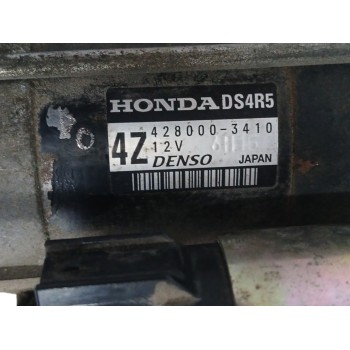 HONDA DS4R5
428000-3410
4Z 12V
DENSO JAPAN